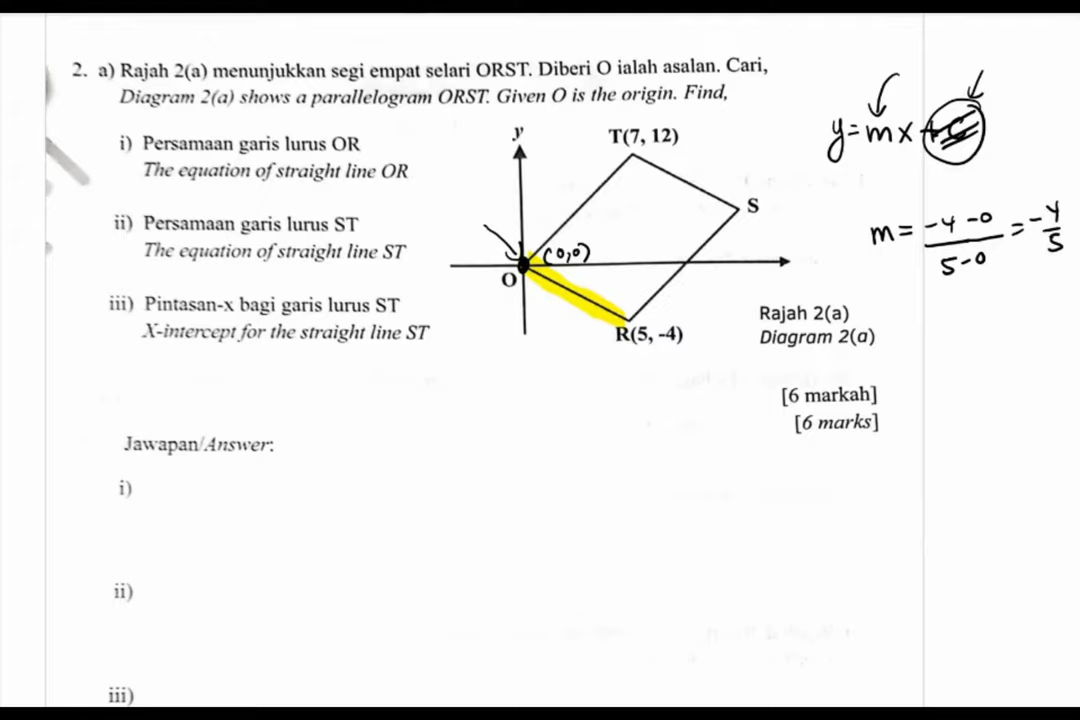 2. a) Rajah 2(a) menunjukkan segi empat selari ORST. Diberi O ialah asalan. Cari,
Diagram 2(a) shows a parallelogram ORST. Given O is the origin. Find,
i) Persamaan garis lurus OR
The equation of straight line OR
ii) Persamaan garis lurus ST
The equation of straight line ST
iii) Pintasan-x bagi garis lurus ST
X-intercept for the straight line ST
y
T(7, 12)
S
(0,0)
O
R(5, -4)
Rajah 2(a)
Diagram 2(a)
[6 markah]
[6 marks]
y = mx + c
m = -4 - 0 / 5 - 0 = -4/5
Jawapan/Answer:
i)
ii)
iii)